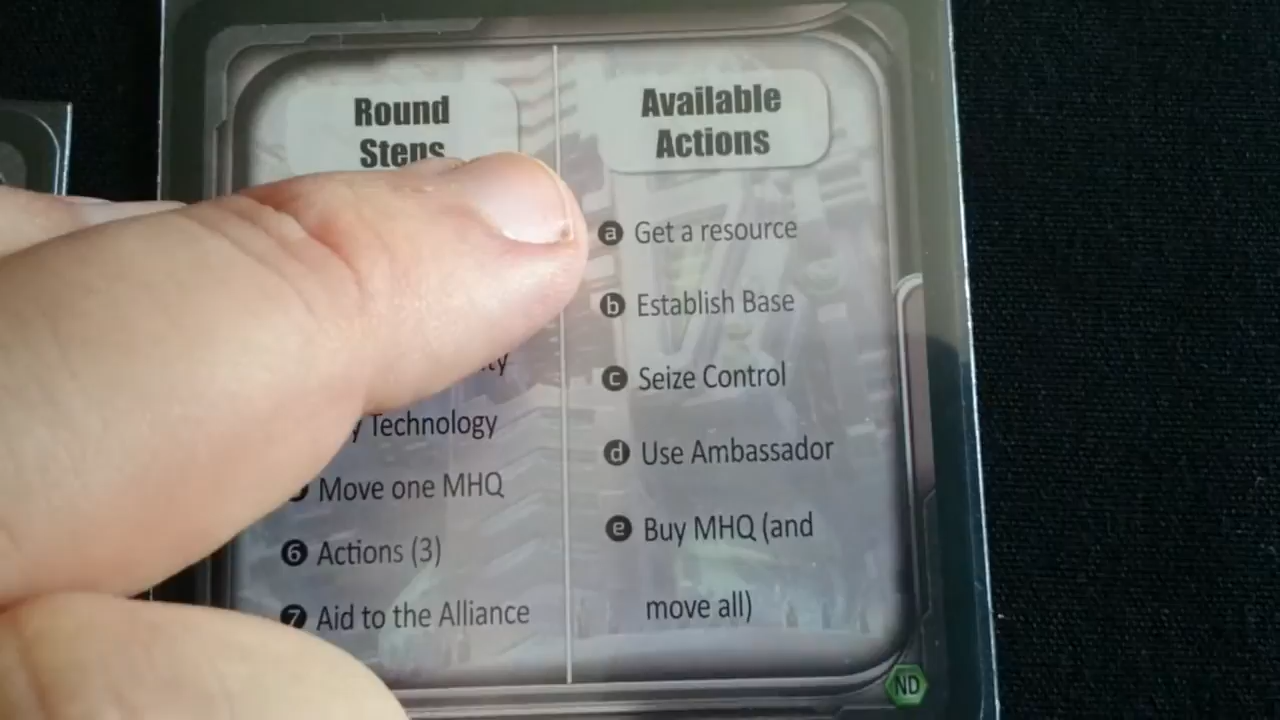 Round
Steps
Technology
Move one MHQ
6 Actions (3)
7 Aid to the Alliance
Available
Actions
a Get a resource
b Establish Base
c Seize Control
d Use Ambassador
e Buy MHQ (and
move all)
ND